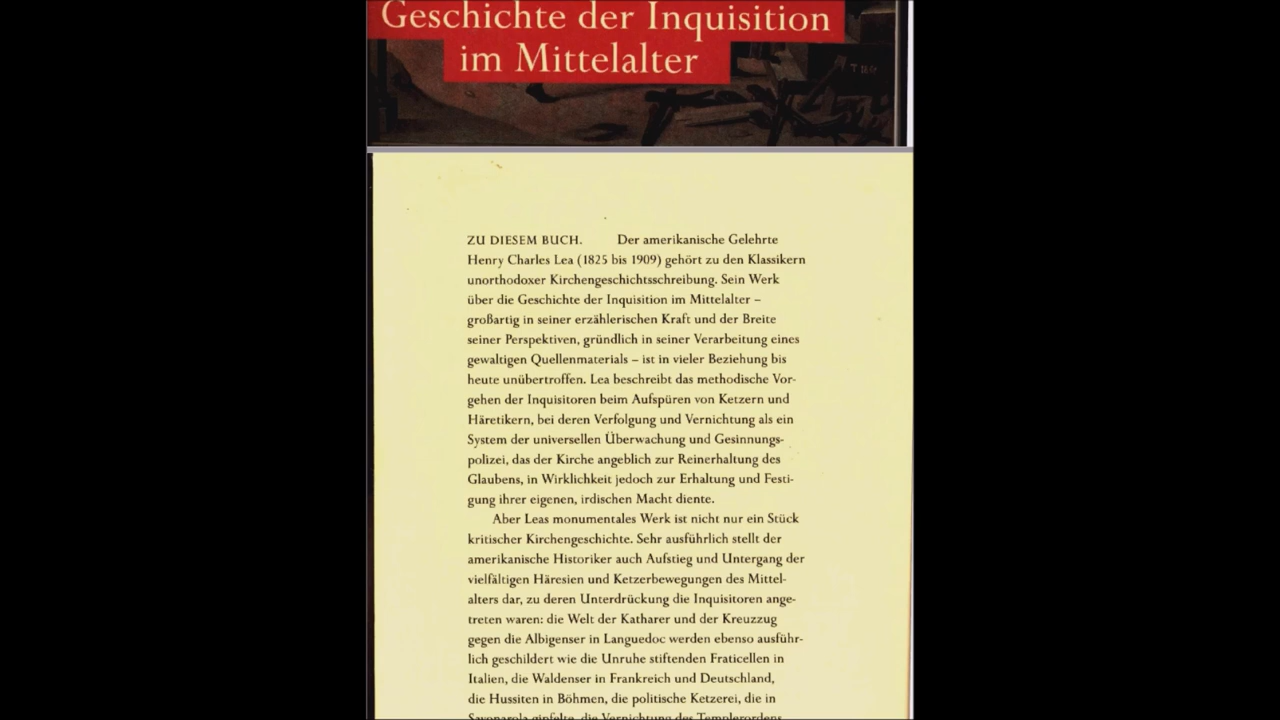 Geschichte der Inquisition
im Mittelalter
ZU DIESEM BUCH. Der amerikanische Gelehrte
Henry Charles Lea (1825 bis 1909) gehört zu den Klassikern
unorthodoxer Kirchengeschichtsschreibung. Sein Werk
über die Geschichte der Inquisition im Mittelalter –
großartig in seiner erzählerischen Kraft und der Breite
seiner Perspektiven, gründlich in seiner Verarbeitung eines
gewaltigen Quellenmaterials – ist in vieler Beziehung bis
heute unübertroffen. Lea beschreibt das methodische Vor-
gehen der Inquisitoren beim Aufspüren von Ketzern und
Häretikern, bei deren Verfolgung und Vernichtung als ein
System der universellen Überwachung und Gesinnungs-
polizei, das der Kirche angeblich zur Reinerhaltung des
Glaubens, in Wirklichkeit jedoch zur Erhaltung und Festi-
gung ihrer eigenen, irdischen Macht diente.
Aber Leas monumentales Werk ist nicht nur ein Stück
kritischer Kirchengeschichte. Sehr ausführlich stellt der
amerikanische Historiker auch Aufstieg und Untergang der
vielfältigen Häresien und Ketzerbewegungen des Mittel-
alters dar, zu deren Unterdrückung die Inquisitoren ange-
treten waren: die Welt der Katharer und der Kreuzzug
gegen die Albigenser in Languedoc werden ebenso ausführ-
lich geschildert wie die Unruhe stiftenden Fraticellen in
Italien, die Waldenser in Frankreich und Deutschland,
die Hussiten in Böhmen, die politische Ketzerei, die in
Savonarola gipfelte, die Vernichtung des Templerordens